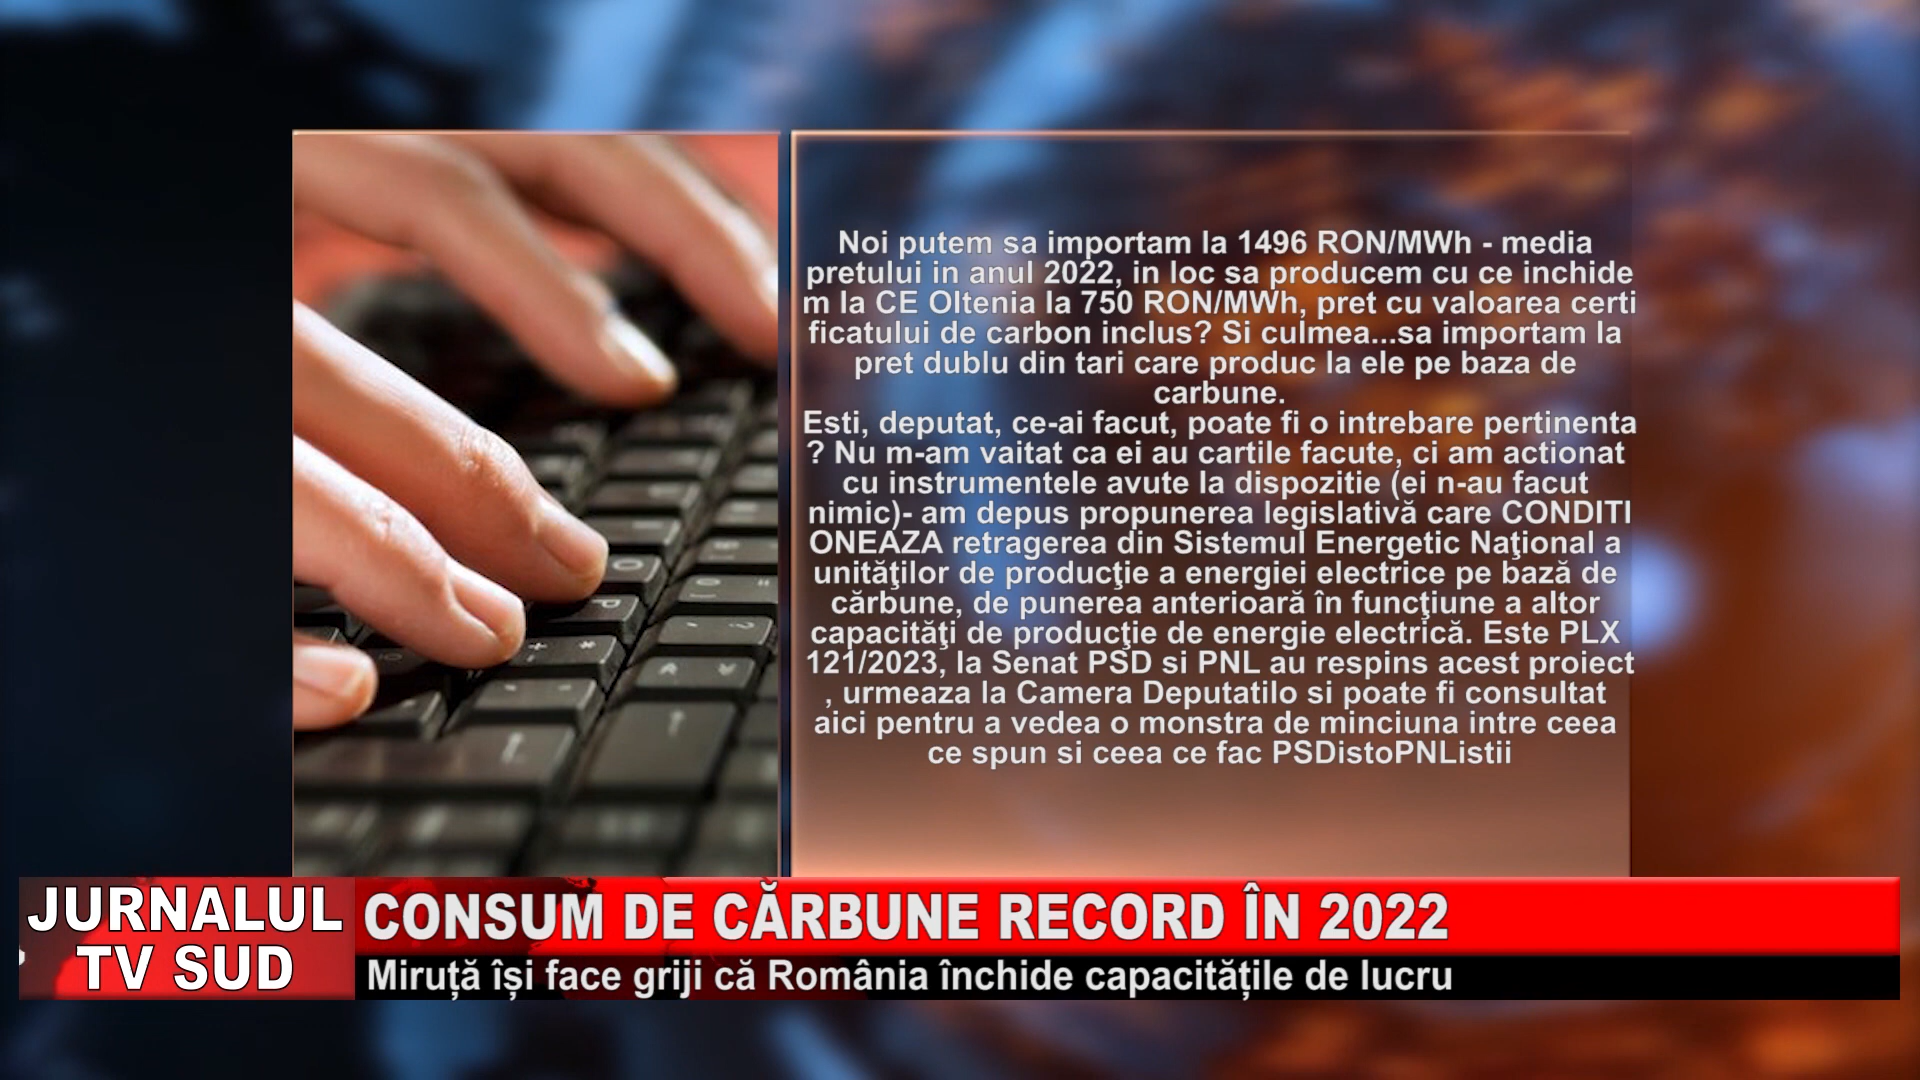 Noi putem sa importam la 1496 RON/MWh - media
pretului in anul 2022, in loc sa producem cu ce inchide
m la CE Oltenia la 750 RON/MWh, pret cu valoarea certi
ficatului de carbon inclus? Si culmea...sa importam la
pret dublu din tari care produc la ele pe baza de
carbune.
Esti, deputat, ce-ai facut, poate fi o intrebare pertinenta
? Nu m-am vaitat ca ei au cartile facute, ci am actionat
cu instrumentele avute la dispozitie (ei n-au facut
nimic)- am depus propunerea legislativă care CONDITI
ONEAZA retragerea din Sistemul Energetic Naţional a
unităţilor de producţie a energiei electrice pe bază de
cărbune, de punerea anterioară în funcţiune a altor
capacităţi de producţie de energie electrică. Este PLX
121/2023, la Senat PSD si PNL au respins acest proiect
, urmeaza la Camera Deputatilo si poate fi consultat
aici pentru a vedea o monstra de minciuna intre ceea
ce spun si ceea ce fac PSDistoPNListii
JURNALUL
TV SUD
CONSUM DE CĂRBUNE RECORD ÎN 2022
Miruță își face griji că România închide capacitățile de lucru